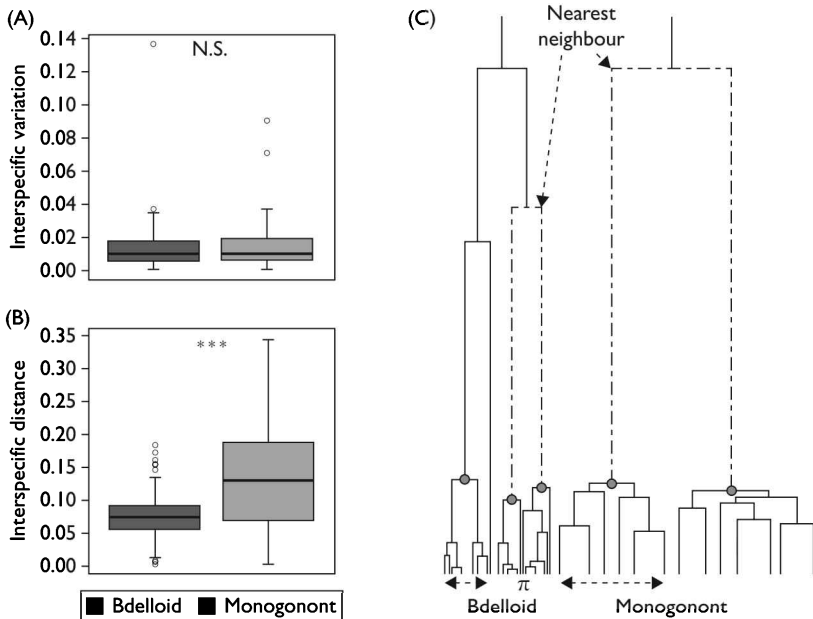 (A)
Interspecific variation
0.14
0.12
0.10
0.08
0.06
0.04
0.02
0.00
N.S.
(B)
Interspecific distance
0.35
0.30
0.25
0.20
0.15
0.10
0.05
0.00
***
Bdelloid Monogonont
(C)
Nearest
neighbour
π
Bdelloid Monogonont